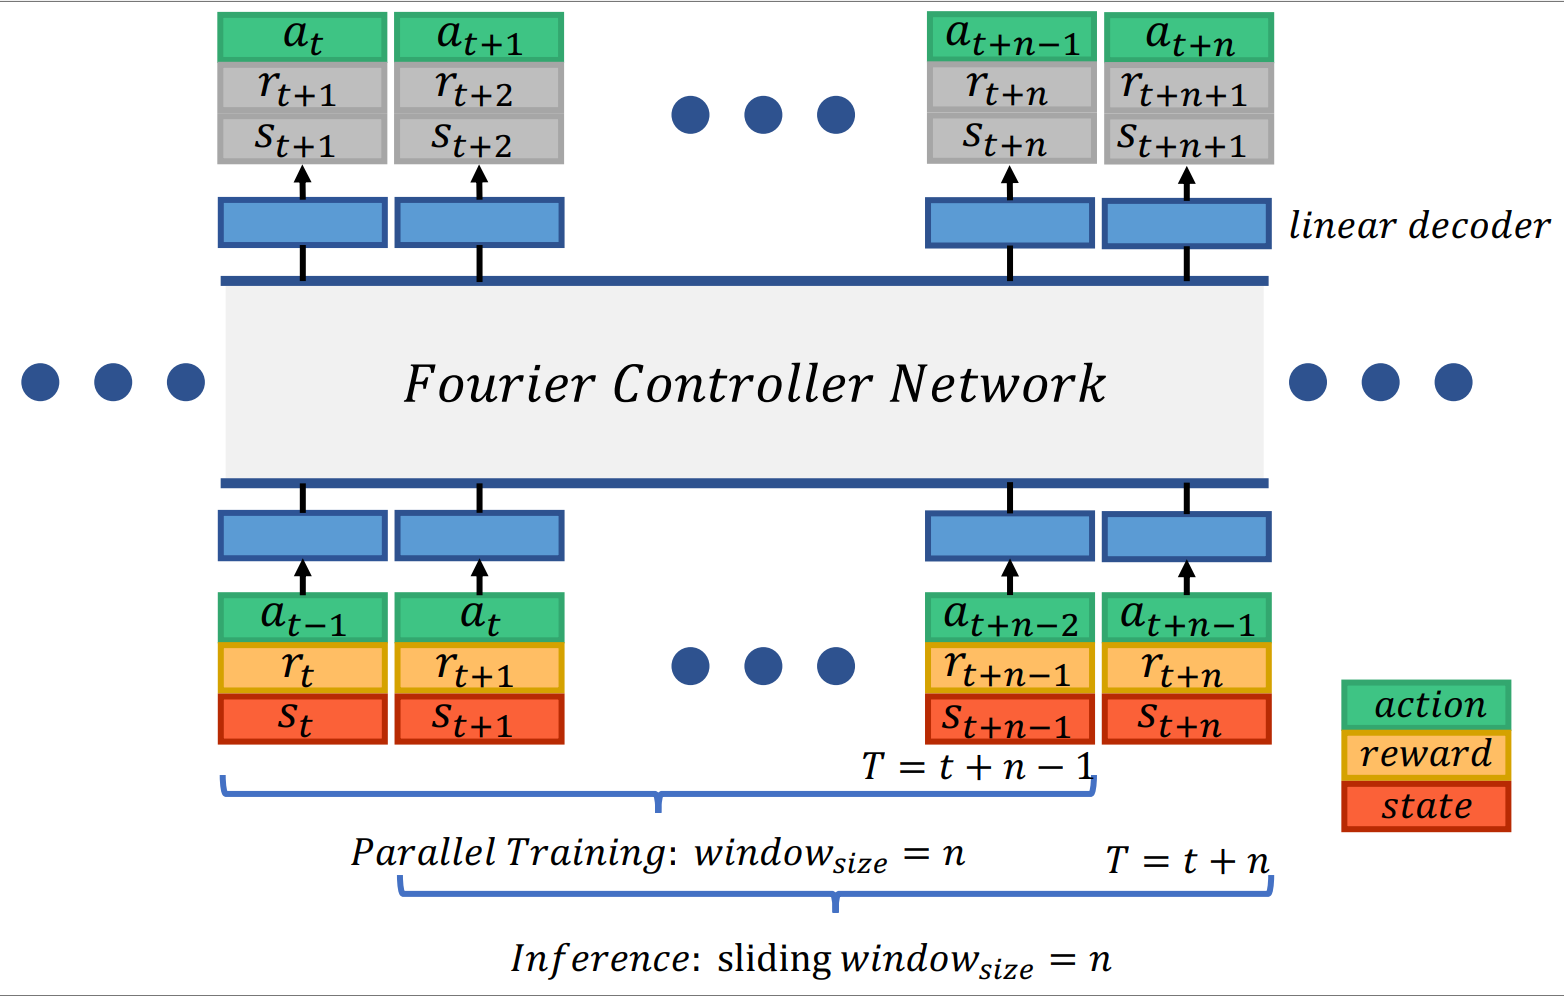 a_t a_{t+1} a_{t+n−1} a_{t+n}
r_{t+1} r_{t+2} r_{t+n} r_{t+n+1}
s_{t+1} s_{t+2} s_{t+n} s_{t+n+1}
linear decoder
Fourier Controller Network
a_{t−1} a_t a_{t+n−2} a_{t+n−1}
r_t r_{t+1} r_{t+n−1} r_{t+n}
s_t s_{t+1} s_{t+n−1} s_{t+n}
action
reward
state
T = t + n − 1
Parallel Training: window_{size} = n
T = t + n
Inference: sliding window_{size} = n